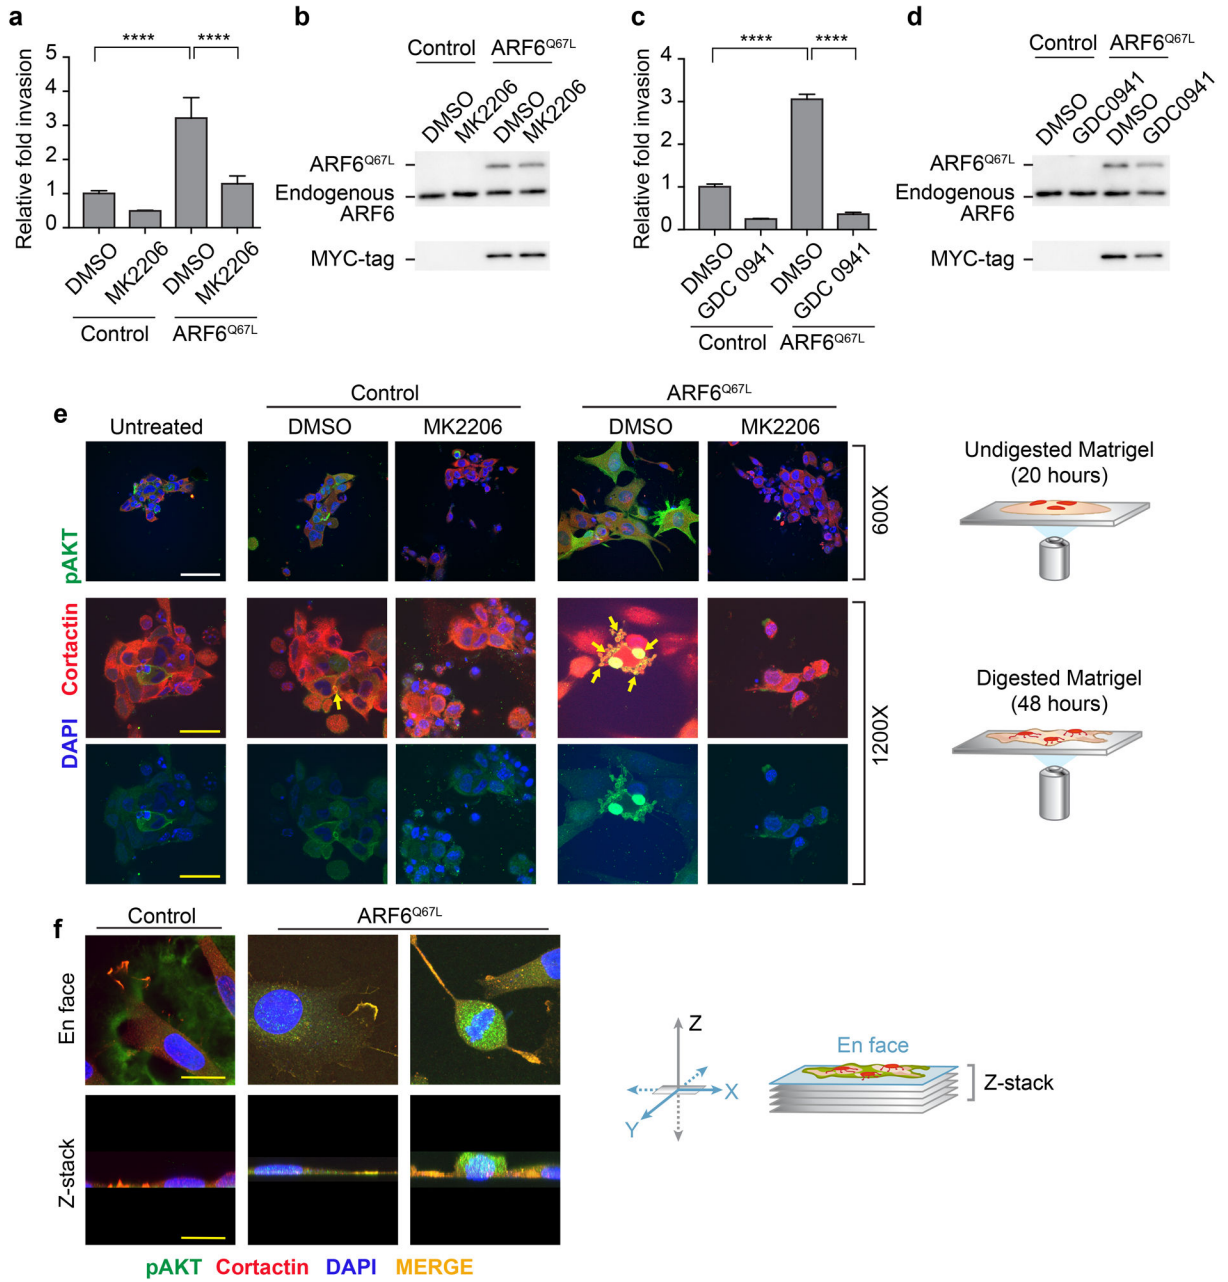 a
****
****
Relative fold invasion
5
4
3
2
1
0
DMSO
MK2206
DMSO
MK2206
Control
ARF6Q67L
b
Control
ARF6Q67L
DMSO
MK2206
DMSO
MK2206
ARF6Q67L
Endogenous
ARF6
MYC-tag
c
****
****
Relative fold invasion
4
3
2
1
0
DMSO
GDC 0941
DMSO
GDC 0941
Control
ARF6Q67L
d
Control
ARF6Q67L
DMSO
GDC0941
DMSO
GDC0941
ARF6Q67L
Endogenous
ARF6
MYC-tag
e
Control
ARF6Q67L
Untreated
DMSO
MK2206
DMSO
MK2206
DAPI Cortactin pAKT
600X
1200X
Undigested Matrigel
(20 hours)
Digested Matrigel
(48 hours)
f
Control
ARF6Q67L
En face
Z-stack
Z
X
Y
En face
Z-stack
pAKT Cortactin DAPI MERGE